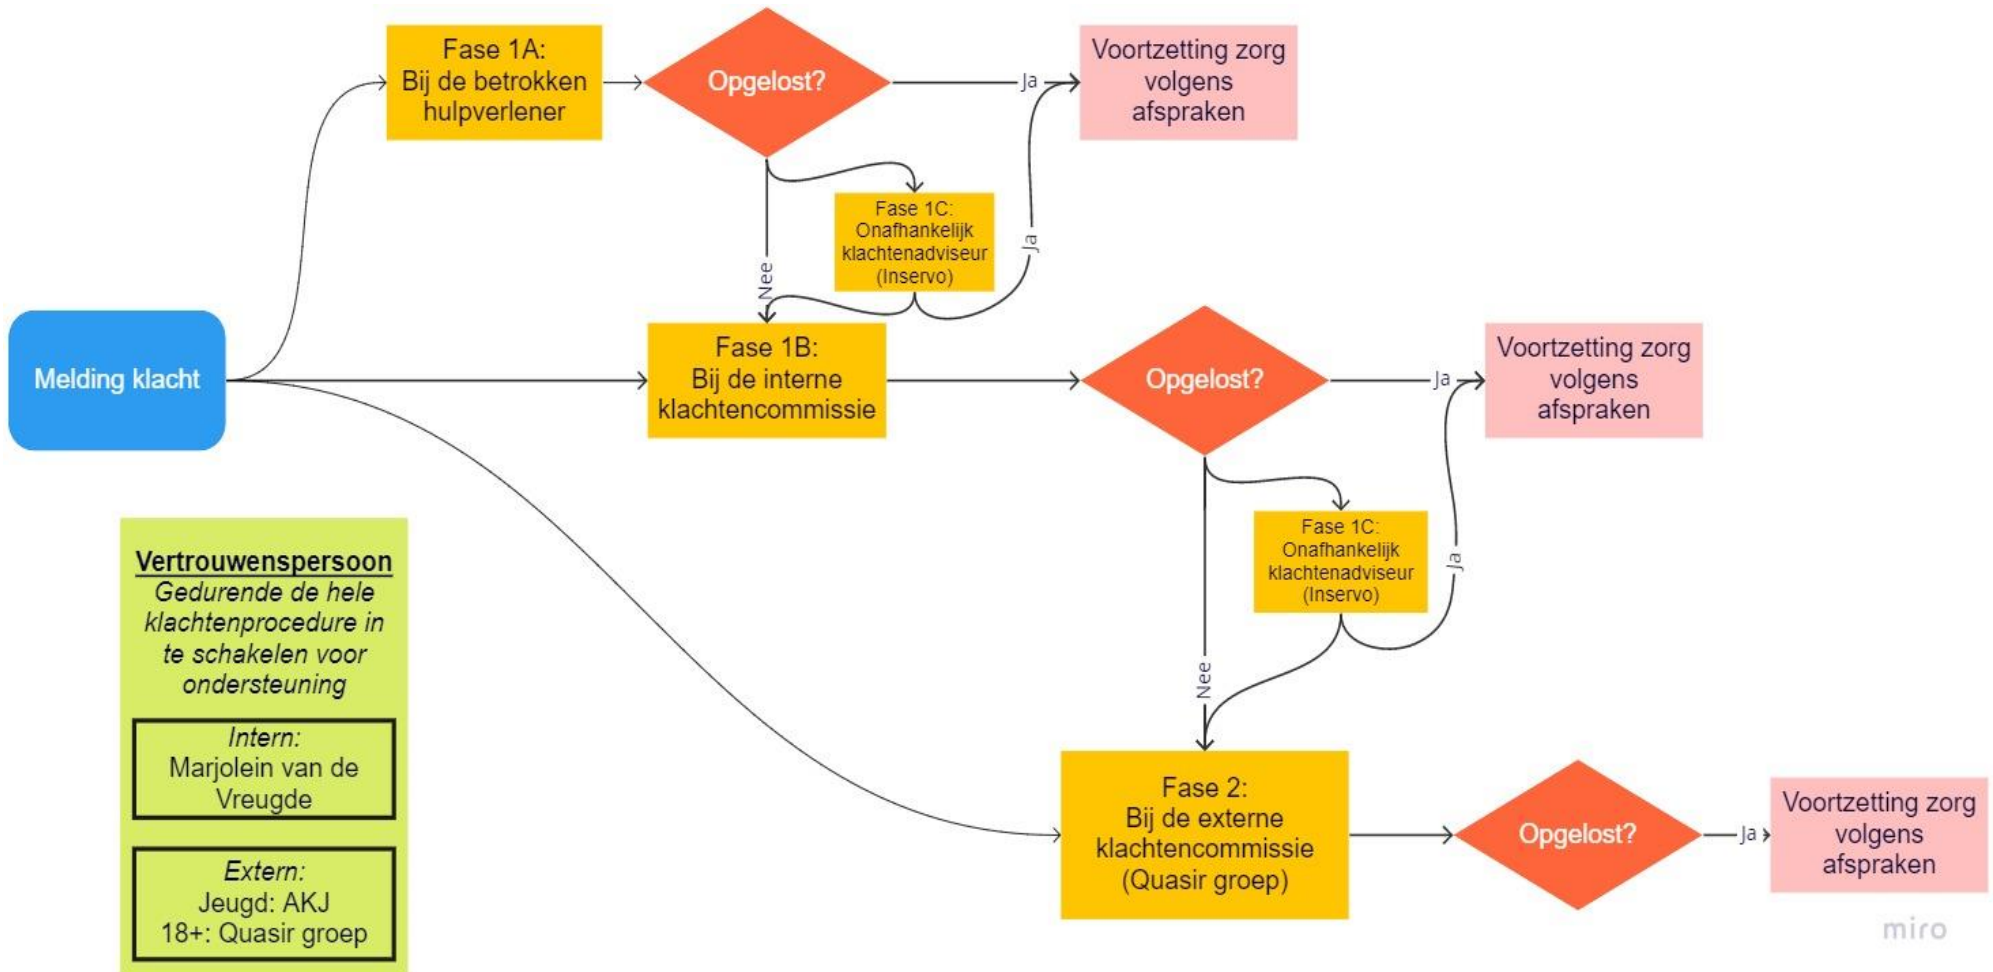 Fase 1A:
Bij de betrokken
hulpverlener
Opgelost?
Ja
Voortzetting zorg
volgens
afspraken
Fase 1C:
Onafhankelijk
klachtenadviseur
(Inservo)
Ja
Nee
Melding klacht
Fase 1B:
Bij de interne
klachtencommissie
Opgelost?
Ja
Voortzetting zorg
volgens
afspraken
Fase 1C:
Onafhankelijk
klachtenadviseur
(Inservo)
Ja
Nee
Vertrouwenspersoon
Gedurende de hele
klachtenprocedure in
te schakelen voor
ondersteuning
Intern:
Marjolein van de
Vreugde
Extern:
Jeugd: AKJ
18+: Quasir groep
Fase 2:
Bij de externe
klachtencommissie
(Quasir groep)
Opgelost?
Ja
Voortzetting zorg
volgens
afspraken
miro